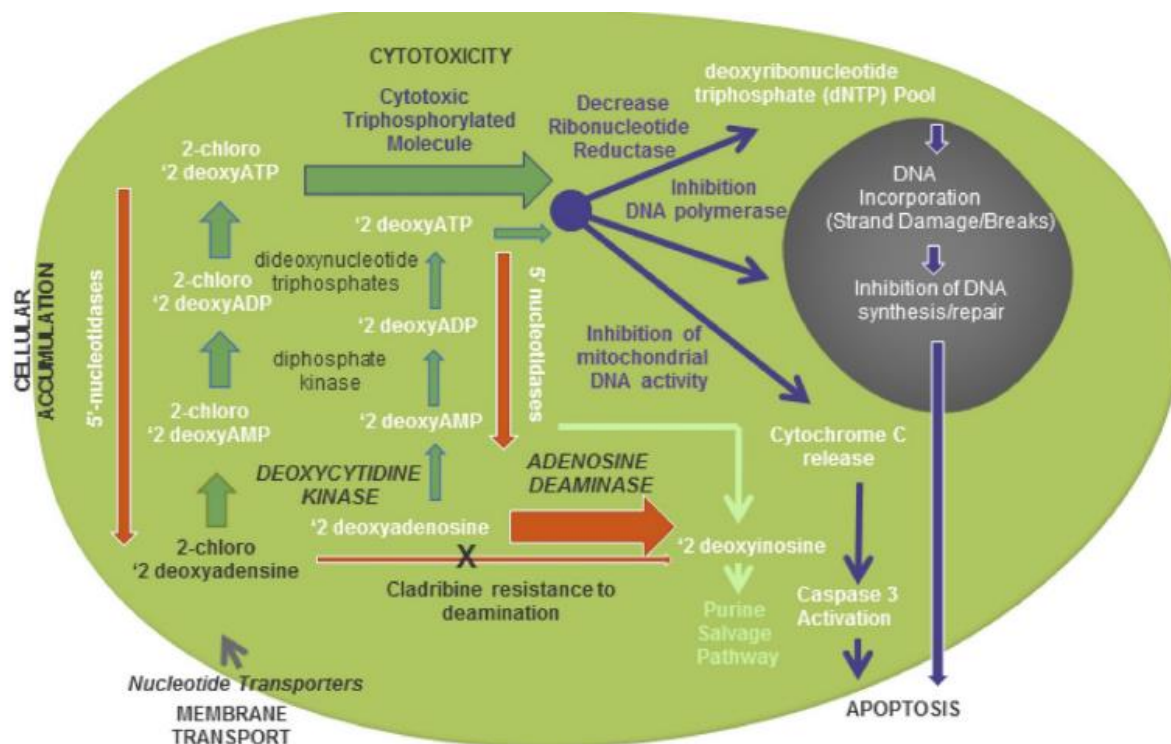 CYTOTOXICITY
Cytotoxic
Triphosphorylated
Molecule
Decrease
Ribonucleotide
Reductase
deoxyribonucleotide
triphosphate (dNTP) Pool
2-chloro
'2 deoxyATP
Inhibition
DNA polymerase
DNA
Incorporation
(Strand Damage/Breaks)
'2 deoxyATP
dideoxynucleotide
triphosphates
2-chloro
'2 deoxyADP
Inhibition of DNA
synthesis/repair
CELLULAR
ACCUMULATION
5'-nucleotidases
'2 deoxyADP
5' nucleotidases
Inhibition of
mitochondrial
DNA activity
diphosphate
kinase
2-chloro
'2 deoxyAMP
'2 deoxyAMP
Cytochrome C
release
DEOXYCYTIDINE
KINASE
ADENOSINE
DEAMINASE
'2 deoxyadenosine
'2 deoxyinosine
2-chloro
'2 deoxyadensine
X
Cladribine resistance to
deamination
Caspase 3
Activation
Purine
Salvage
Pathway
Nucleotide Transporters
MEMBRANE
TRANSPORT
APOPTOSIS